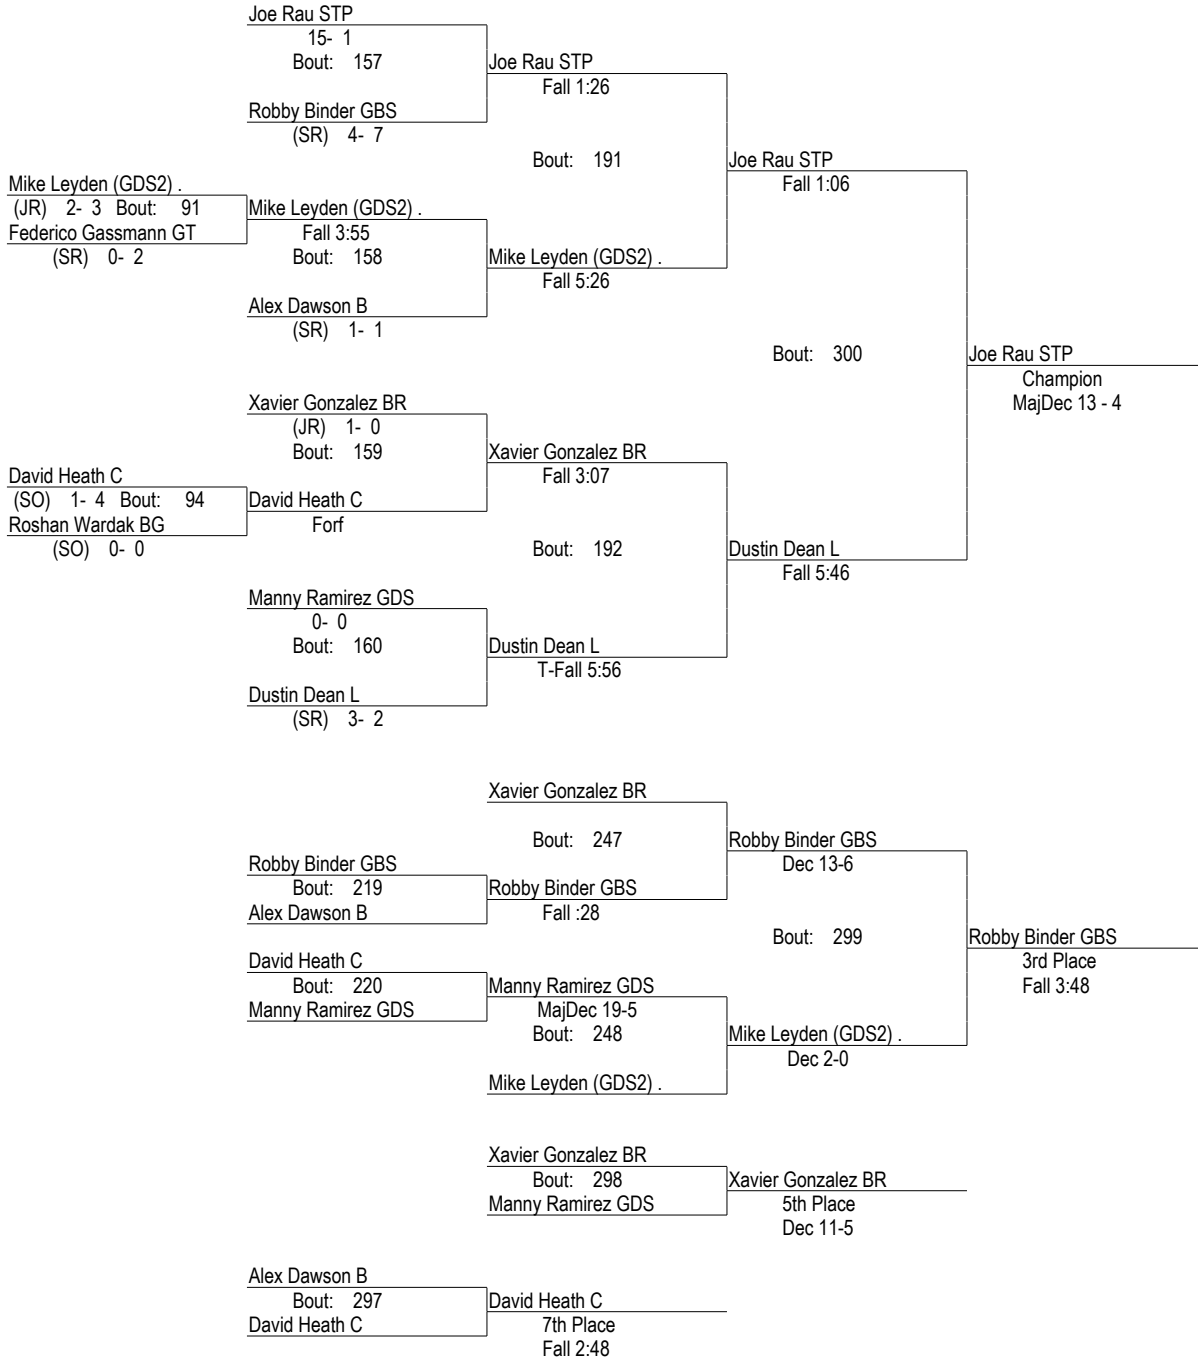 Joe Rau STP
15- 1
Bout: 157
Joe Rau STP
Fall 1:26
Robby Binder GBS
(SR) 4- 7
Bout: 191
Joe Rau STP
Fall 1:06
Mike Leyden (GDS2) .
(JR) 2- 3 Bout: 91
Mike Leyden (GDS2) .
Federico Gassmann GT
Fall 3:55
(SR) 0- 2
Bout: 158
Mike Leyden (GDS2) .
Fall 5:26
Alex Dawson B
(SR) 1- 1
Bout: 300
Joe Rau STP
Champion
MajDec 13 - 4
Xavier Gonzalez BR
(JR) 1- 0
Bout: 159
Xavier Gonzalez BR
Fall 3:07
David Heath C
(SO) 1- 4 Bout: 94
David Heath C
Roshan Wardak BG
Forf
(SO) 0- 0
Bout: 192
Dustin Dean L
Fall 5:46
Manny Ramirez GDS
0- 0
Bout: 160
Dustin Dean L
T-Fall 5:56
Dustin Dean L
(SR) 3- 2
Xavier Gonzalez BR
Bout: 247
Robby Binder GBS
Dec 13-6
Robby Binder GBS
Bout: 219
Robby Binder GBS
Alex Dawson B
Fall :28
Bout: 299
Robby Binder GBS
3rd Place
Fall 3:48
David Heath C
Bout: 220
Manny Ramirez GDS
Manny Ramirez GDS
MajDec 19-5
Bout: 248
Mike Leyden (GDS2) .
Dec 2-0
Mike Leyden (GDS2) .
Xavier Gonzalez BR
Bout: 298
Xavier Gonzalez BR
Manny Ramirez GDS
5th Place
Dec 11-5
Alex Dawson B
Bout: 297
David Heath C
David Heath C
7th Place
Fall 2:48